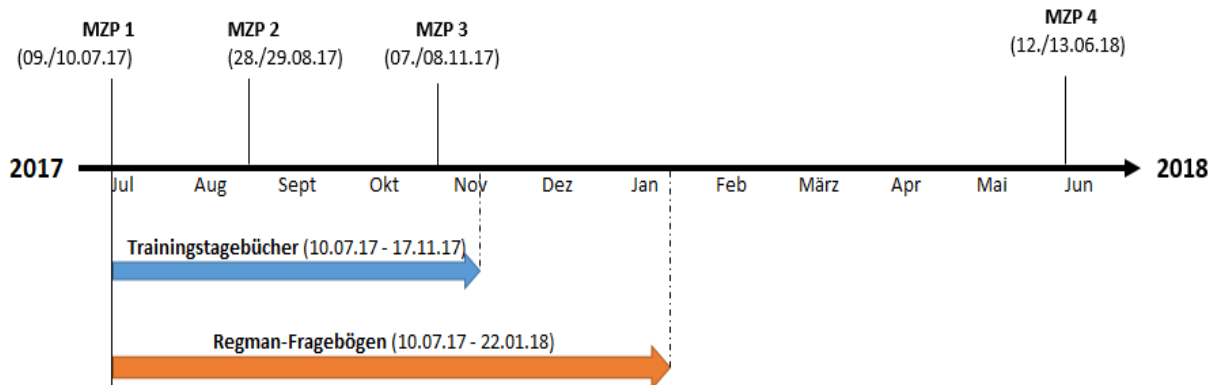 MZP 1
(09./10.07.17)
MZP 2
(28./29.08.17)
MZP 3
(07./08.11.17)
MZP 4
(12./13.06.18)
2017
2018
Jul Aug Sept Okt Nov Dez Jan Feb März Apr Mai Jun
Trainingstagebücher (10.07.17 - 17.11.17)
Regman-Fragebögen (10.07.17 - 22.01.18)